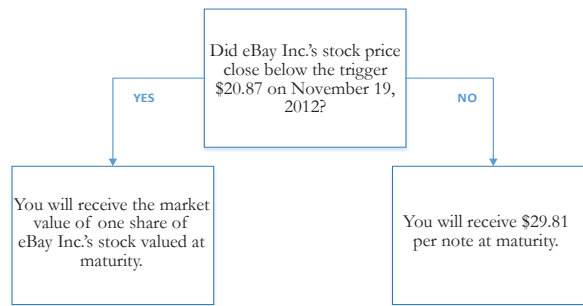 Did eBay Inc.'s stock price
close below the trigger
$20.87 on November 19,
2012?
YES
NO
You will receive the market
value of one share of
eBay Inc.'s stock valued at
maturity.
You will receive $29.81
per note at maturity.